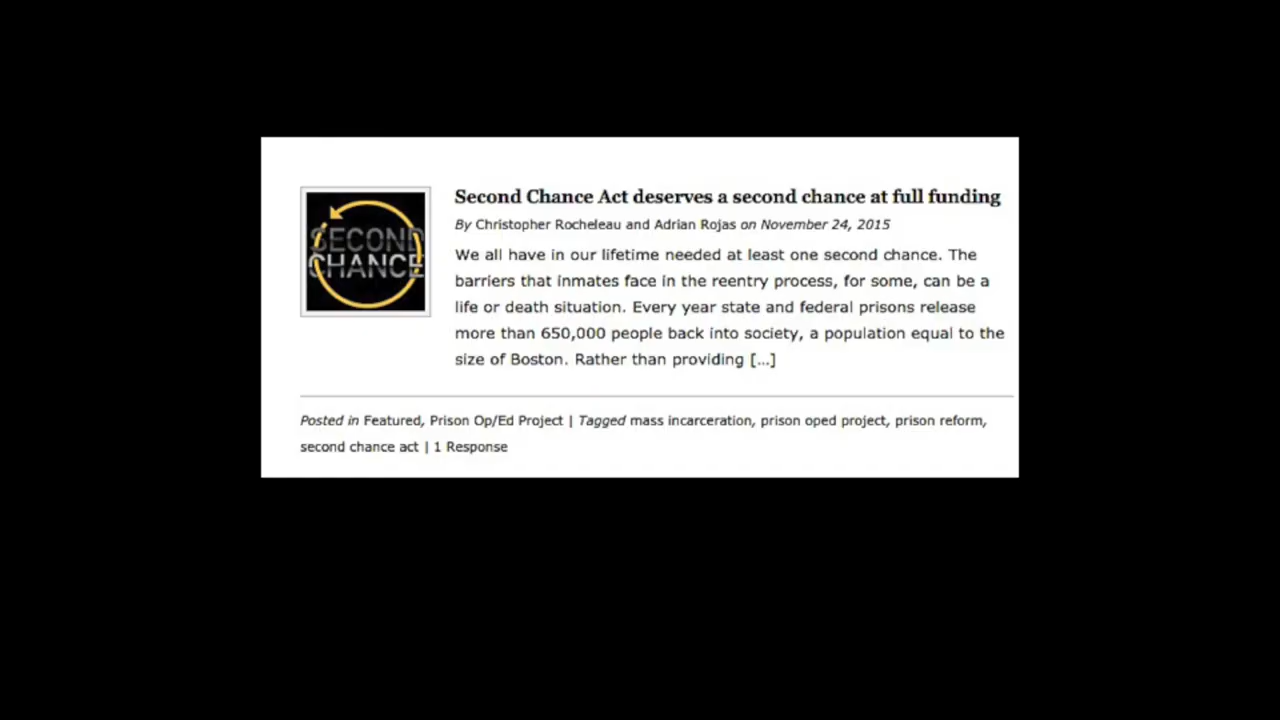 SECOND
CHANCE
Second Chance Act deserves a second chance at full funding
By Christopher Rocheleau and Adrian Rojas on November 24, 2015
We all have in our lifetime needed at least one second chance. The
barriers that inmates face in the reentry process, for some, can be a
life or death situation. Every year state and federal prisons release
more than 650,000 people back into society, a population equal to the
size of Boston. Rather than providing [...]
Posted in Featured, Prison Op/Ed Project | Tagged mass incarceration, prison oped project, prison reform,
second chance act | 1 Response